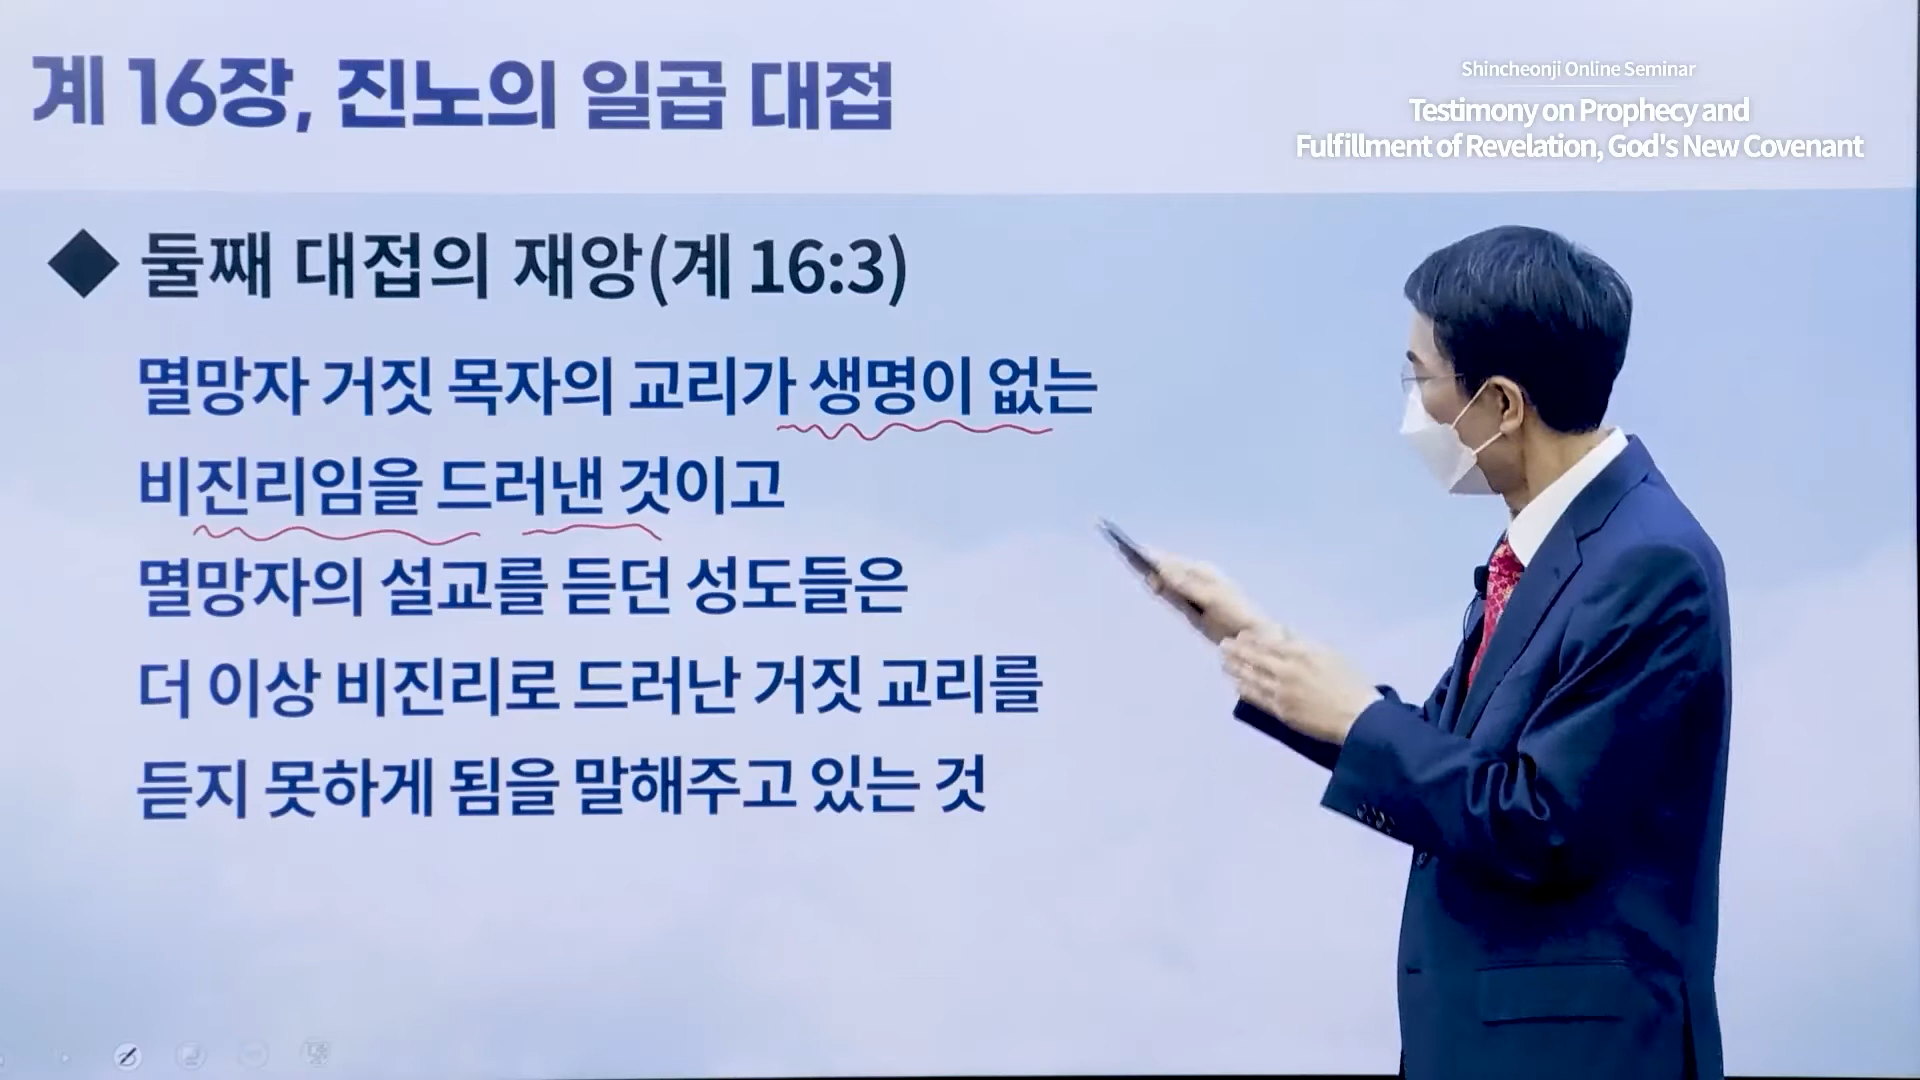 계 16장, 진노의 일곱 대접
Shincheonji Online Seminar
Testimony on Prophecy and
Fulfillment of Revelation, God's New Covenant
◆ 둘째 대접의 재앙(계 16:3)
멸망자 거짓 목자의 교리가 생명이 없는
비진리임을 드러낸 것이고
멸망자의 설교를 듣던 성도들은
더 이상 비진리로 드러난 거짓 교리를
듣지 못하게 됨을 말해주고 있는 것